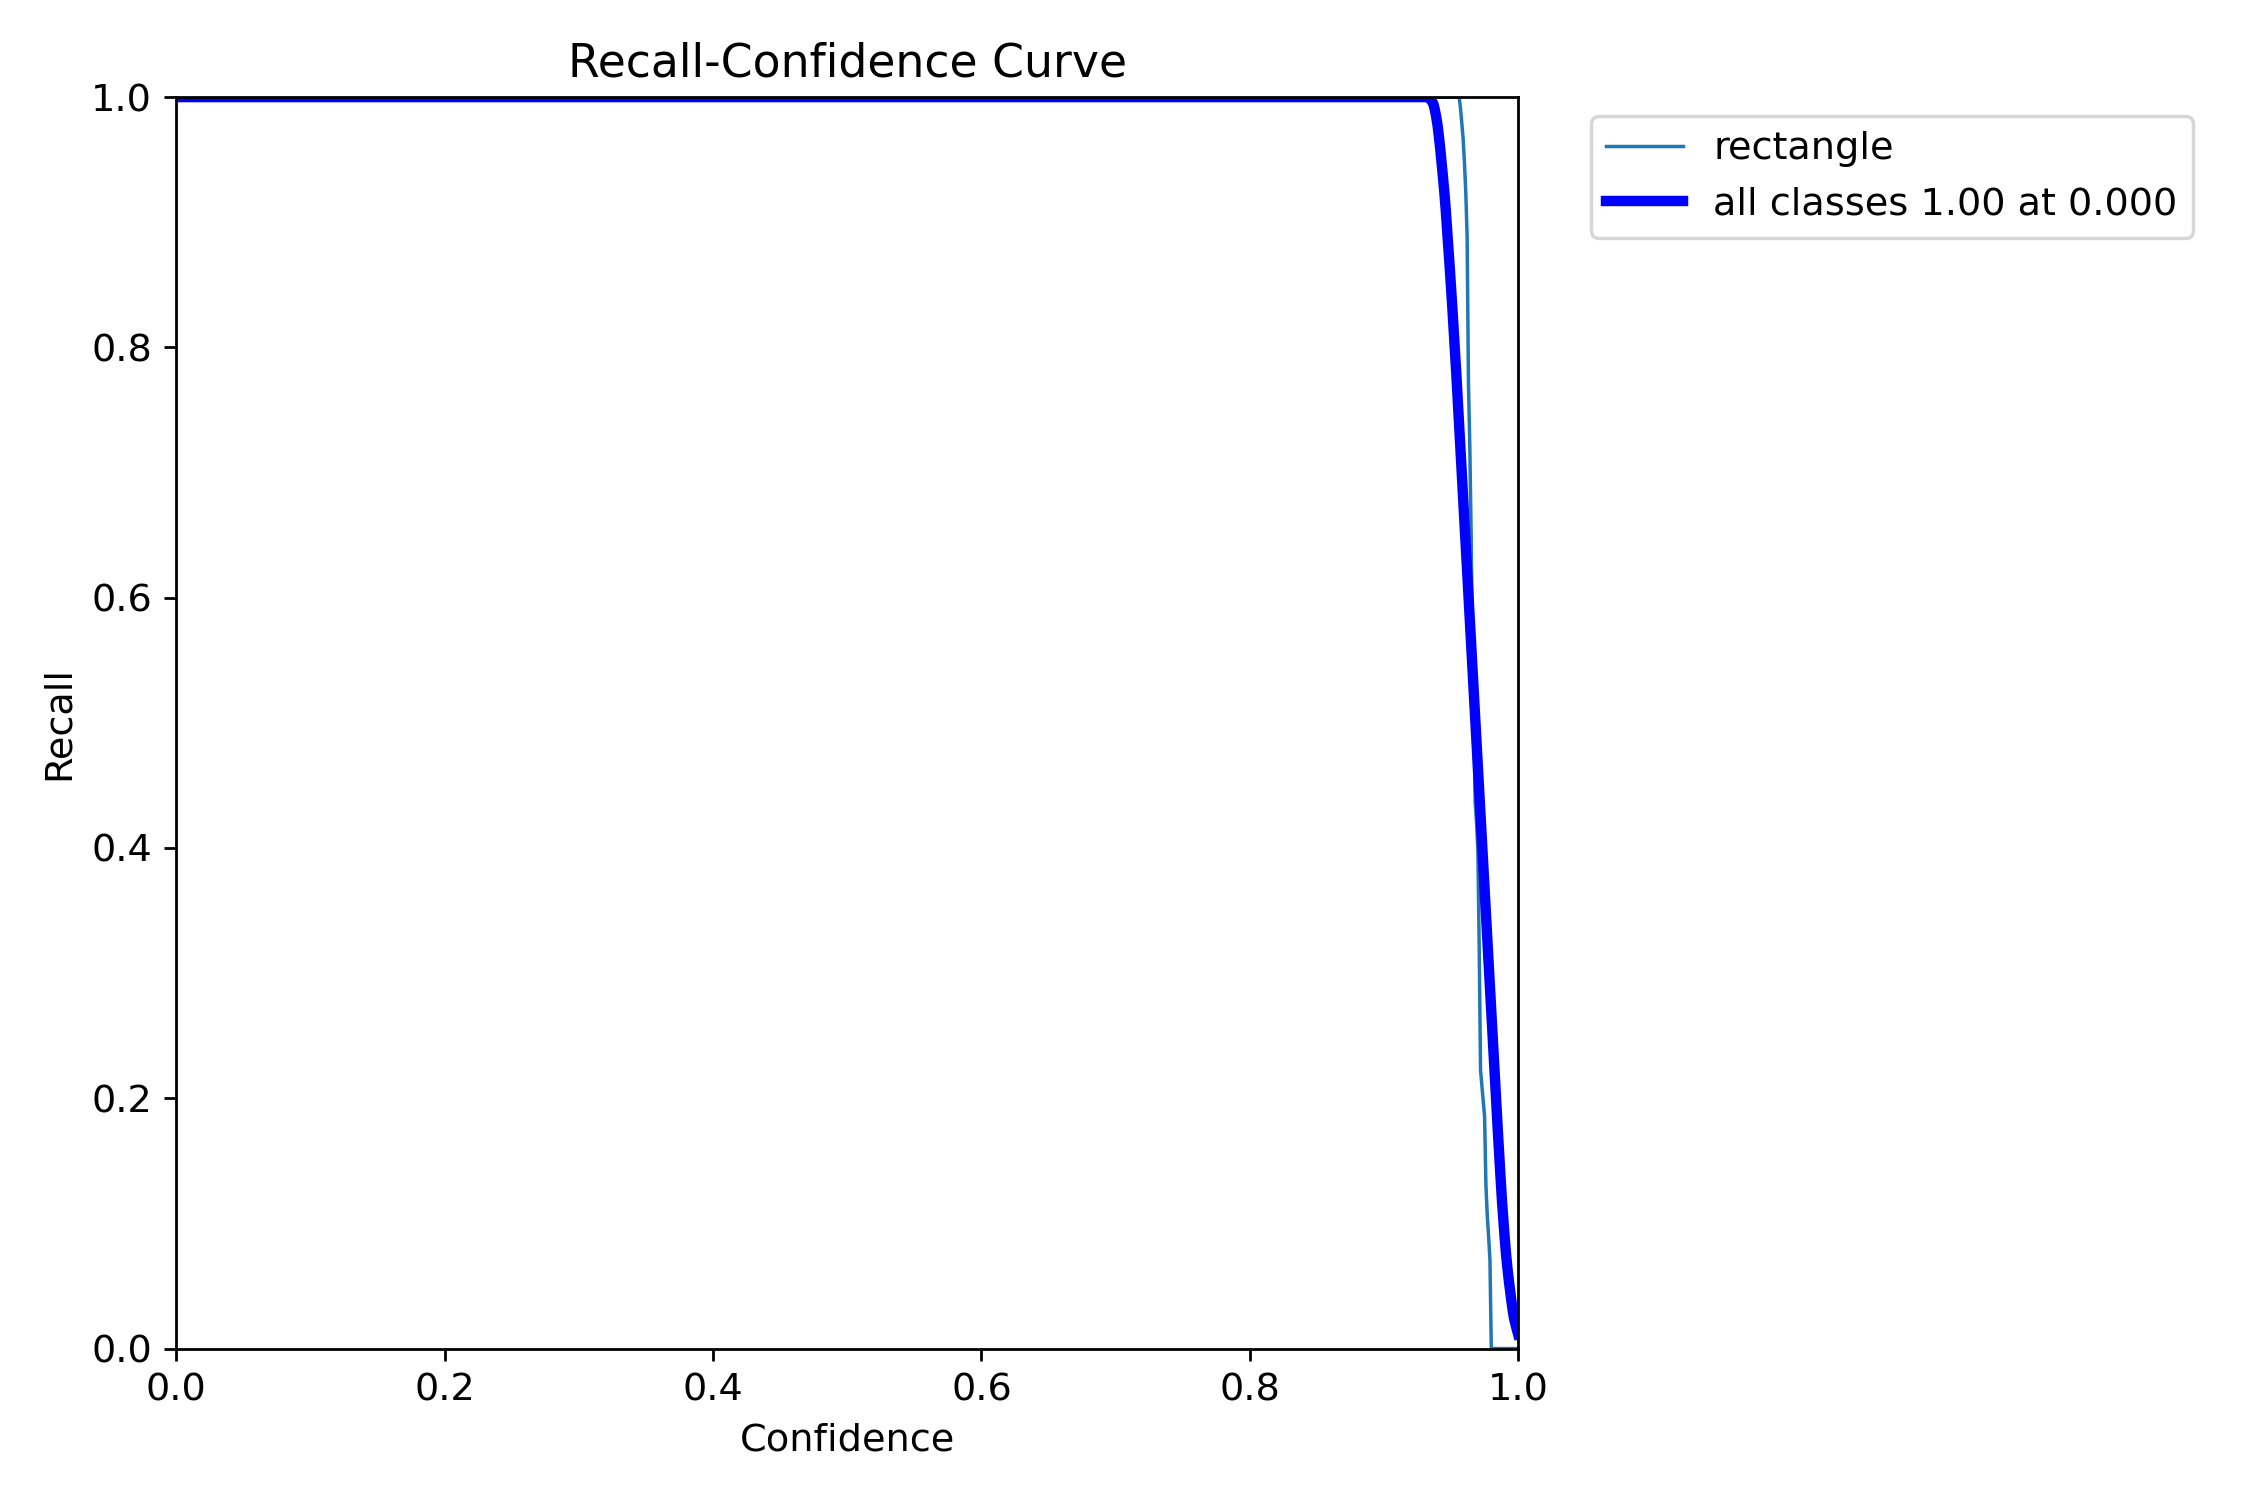 Recall-Confidence Curve
1.0
0.8
0.6
0.4
0.2
0.0
Recall
0.0 0.2 0.4 0.6 0.8 1.0
Confidence
rectangle
all classes 1.00 at 0.000